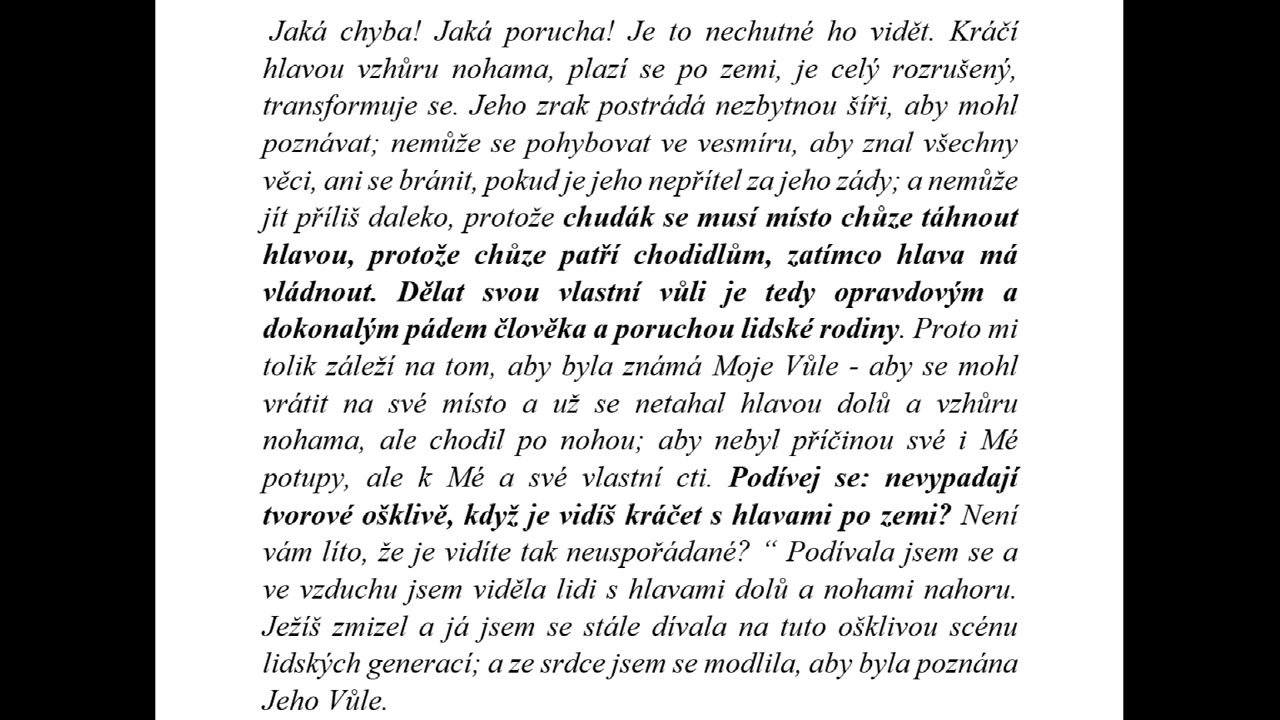 Jaká chyba! Jaká porucha! Je to nechutné ho vidět. Kráčí
hlavou vzhůru nohama, plazí se po zemi, je celý rozrušený,
transformuje se. Jeho zrak postrádá nezbytnou šíři, aby mohl
poznávat; nemůže se pohybovat ve vesmíru, aby znal všechny
věci, ani se bránit, pokud je jeho nepřítel za jeho zády; a nemůže
jít příliš daleko, protože chudák se musí místo chůze táhnout
hlavou, protože chůze patří chodidlům, zatímco hlava má
vládnout. Dělat svou vlastní vůli je tedy opravdovým a
dokonalým pádem člověka a poruchou lidské rodiny. Proto mi
tolik záleží na tom, aby byla známá Moje Vůle - aby se mohl
vrátit na své místo a už se netahal hlavou dolů a vzhůru
nohama, ale chodil po nohou; aby nebyl příčinou své i Mé
potupy, ale k Mé a své vlastní cti. Podívej se: nevypadají
tvorové ošklivě, když je vidíš kráčet s hlavami po zemi? Není
vám líto, že je vidíte tak neuspořádané? “ Podívala jsem se a
ve vzduchu jsem viděla lidi s hlavami dolů a nohami nahoru.
Ježíš zmizel a já jsem se stále dívala na tuto ošklivou scénu
lidských generací; a ze srdce jsem se modlila, aby byla poznána
Jeho Vůle.